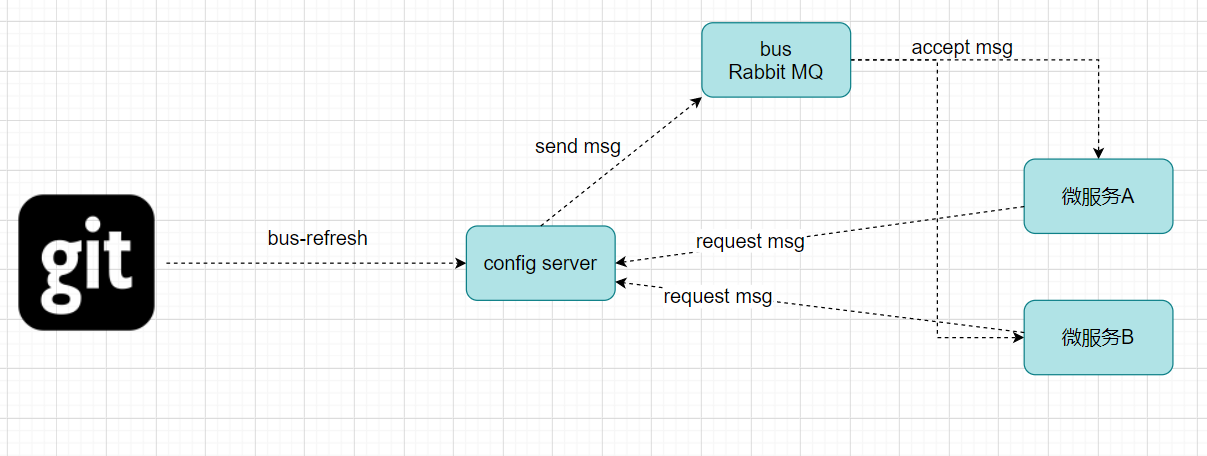 bus
Rabbit MQ
accept msg
send msg
微服务A
git
bus-refresh
request msg
config server
request msg
微服务B